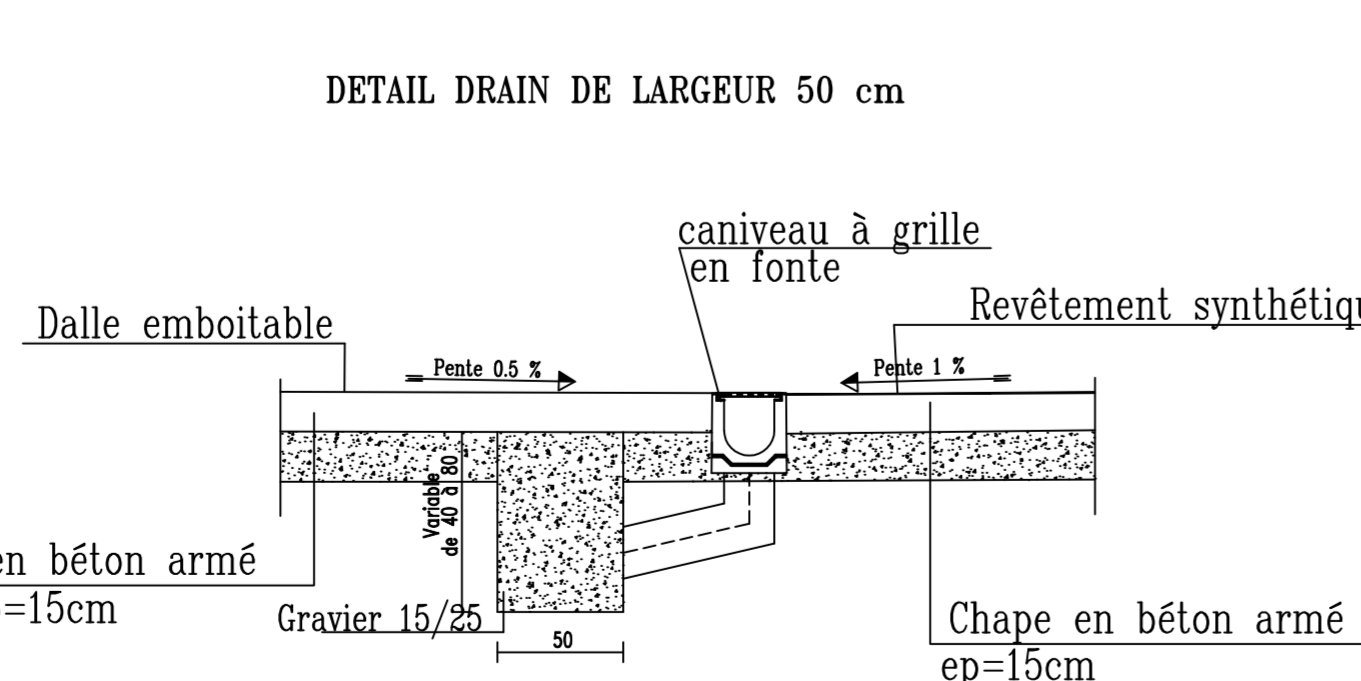 DETAIL DRAIN DE LARGEUR 50 cm
caniveau à grille
en fonte
Revêtement
Dalle emboitable
Pente 0.5 %
Pente 1 %
Variable
de 40 à 80
en béton armé
=15cm
Gravier 15/25
50
Chape en béton armé
ep=15cm